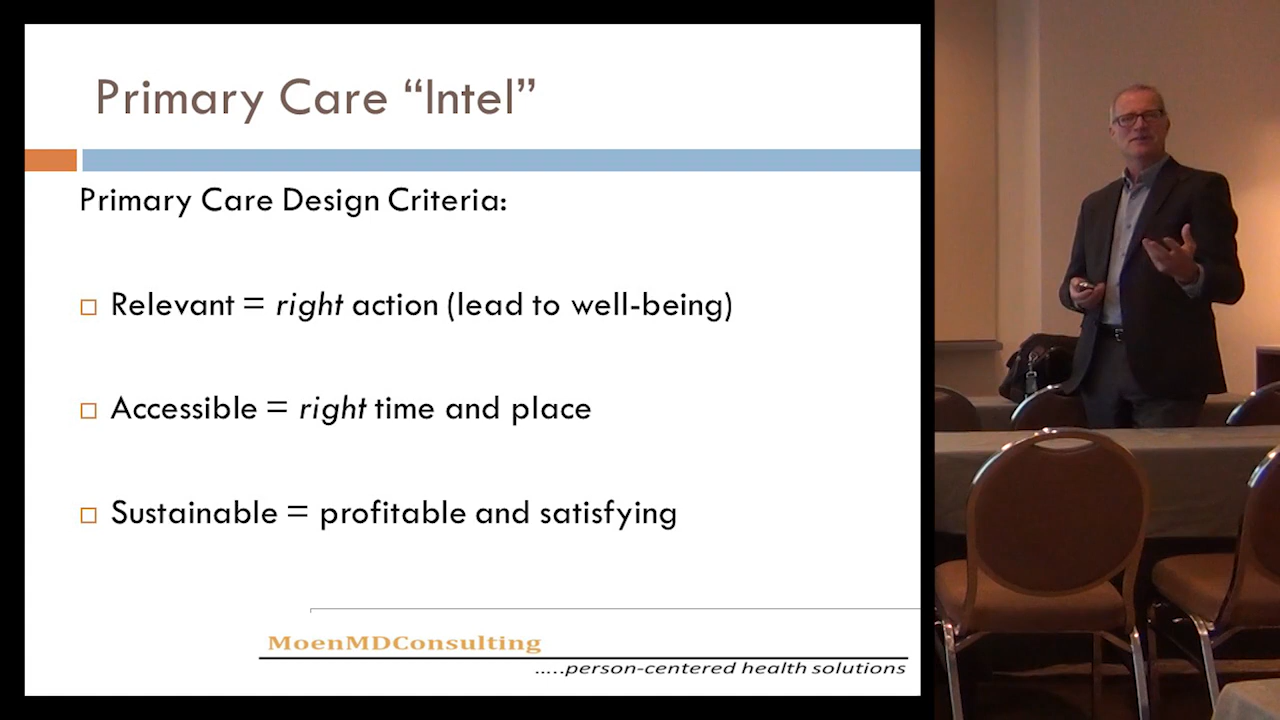 Primary Care “Intel”
Primary Care Design Criteria:
Relevant = right action (lead to well-being)
Accessible = right time and place
Sustainable = profitable and satisfying
MoenMDConsulting
.....person-centered health solutions